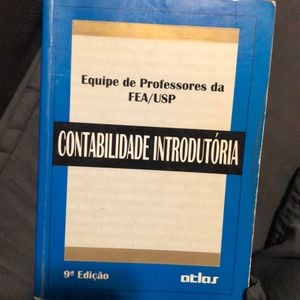 Equipe de Professores da
FEA/USP
CONTABILIDADE INTRODUTÓRIA
9ª Edição
atlas